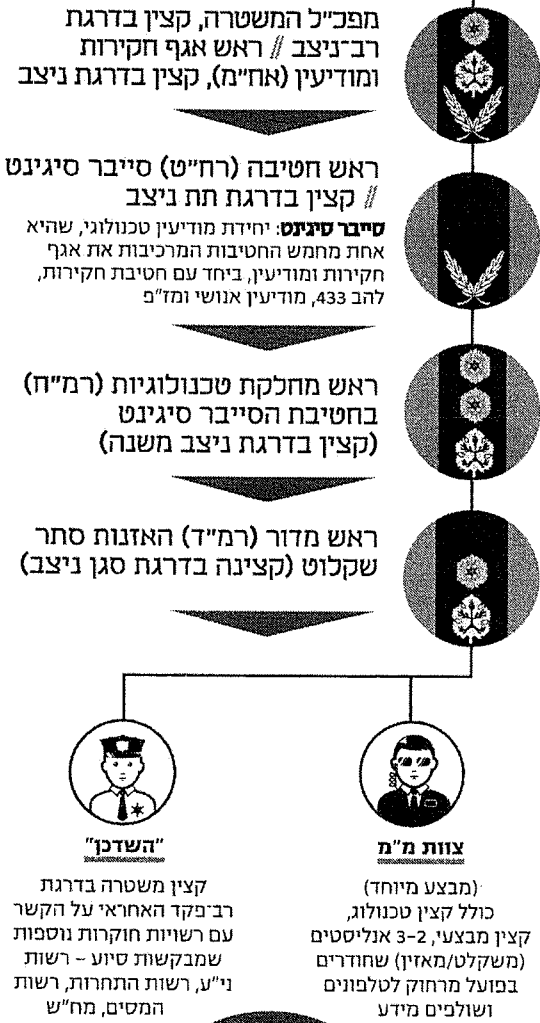 מפכ״ל המשטרה, קצין בדרגת
רב־ניצב // ראש אגף חקירות
ומודיעין (אח״מ), קצין בדרגת ניצב
ראש חטיבה (רח״ט) סייבר סיגינט
// קצין בדרגת תת ניצב
סייבר סיגינט: יחידת מודיעין טכנולוגי, שהיא
אחת מחמש החטיבות המרכיבות את אגף
חקירות ומודיעין, ביחד עם חטיבת חקירות,
להב 433, מודיעין אנושי ומז״פ
ראש מחלקת טכנולוגיות (רמ״ח)
בחטיבת הסייבר סיגינט
(קצין בדרגת ניצב משנה)
ראש מדור (רמ״ד) האזנות סתר
שקלוט (קצינה בדרגת סגן ניצב)
צוות מ״מ
(מבצע מיוחד)
כולל קצין טכנולוג,
קצין מבצעי, 2–3 אנליסטים
(משקלט/מאזין) שחודרים
בפועל מרחוק לטלפונים
ושולפים מידע
״השדכן״
קצין משטרה בדרגת
רב־פקד האחראי על הקשר
עם רשויות חוקרות נוספות
שמבקשות סיוע – רשות
ני״ע, רשות התחרות, רשות
המסים, מח״ש